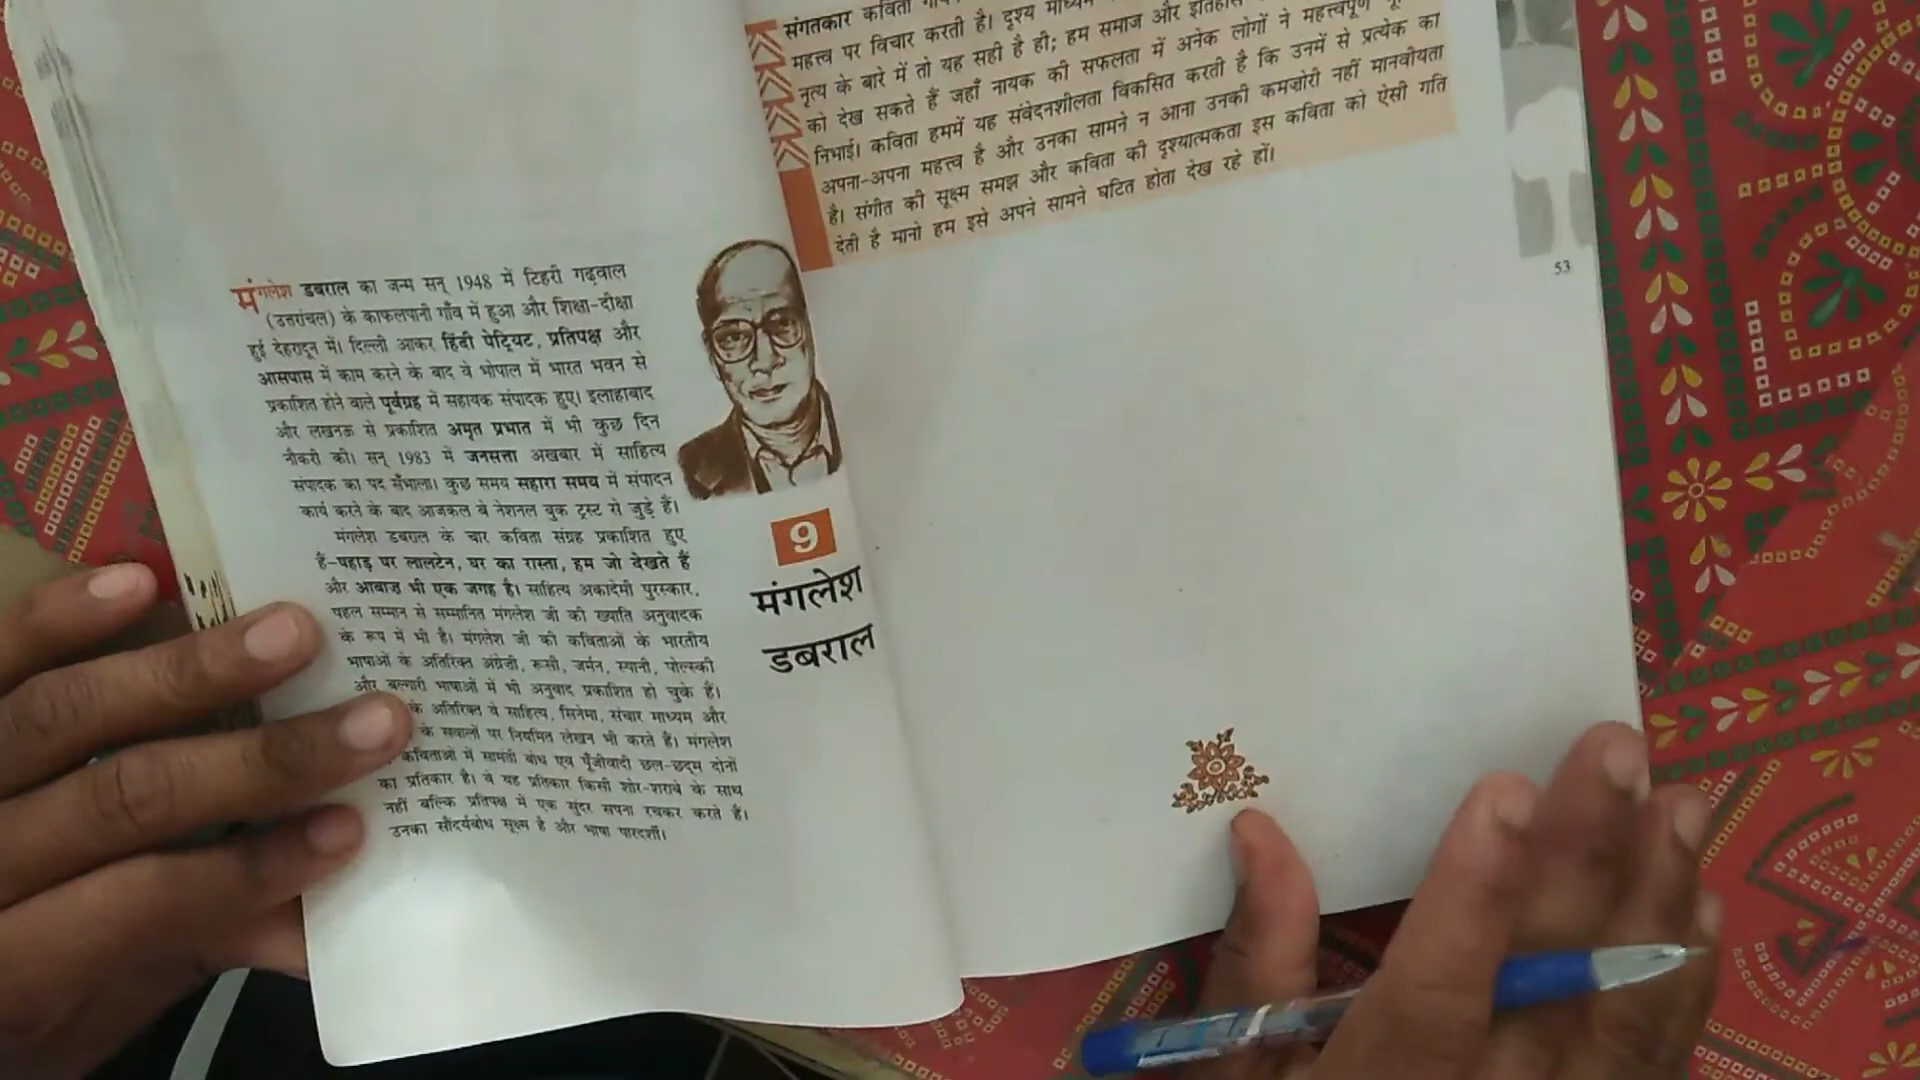 मंगलेश डबराल का जन्म सन् 1948 में टिहरी गढ़वाल
(उत्तरांचल) के काफलपानी गाँव में हुआ और शिक्षा-दीक्षा
हुई देहरादून में। दिल्ली आकर हिंदी पेट्रियट, प्रतिपक्ष और
आसपास में काम करने के बाद वे भोपाल में भारत भवन से
प्रकाशित होने वाले पूर्वग्रह में सहायक संपादक हुए। इलाहाबाद
और लखनऊ से प्रकाशित अमृत प्रभात में भी कुछ दिन
नौकरी की। सन् 1983 में जनसत्ता अखबार में साहित्य
संपादक का पद सँभाला। कुछ समय सहारा समय में संपादन
कार्य करने के बाद आजकल वे नेशनल बुक ट्रस्ट से जुड़े हैं।
मंगलेश डबराल के चार कविता संग्रह प्रकाशित हुए
हैं–पहाड़ पर लालटेन, घर का रास्ता, हम जो देखते हैं
और आवाज़ भी एक जगह है। साहित्य अकादेमी पुरस्कार,
पहल सम्मान से सम्मानित मंगलेश जी की ख्याति अनुवादक
के रूप में भी है। मंगलेश जी की कविताओं के भारतीय
भाषाओं के अतिरिक्त अंग्रेज़ी, रूसी, जर्मन, स्पानी, पोल्स्की
और बल्गारी भाषाओं में भी अनुवाद प्रकाशित हो चुके हैं।
के अतिरिक्त वे साहित्य, सिनेमा, संचार माध्यम और
के सवालों पर नियमित लेखन भी करते हैं। मंगलेश
कविताओं में सामंती बोध एव पूँजीवादी छल-छद्म दोनों
का प्रतिकार है। वे यह प्रतिकार किसी शोर-शराबे के साथ
नहीं बल्कि प्रतिपक्ष में एक सुंदर सपना रचकर करते हैं।
उनका सौंदर्यबोध सूक्ष्म है और भाषा पारदर्शी।
9
मंगलेश
डबराल
संगतकार कविता
महत्त्व पर विचार करती है। दृश्य माध्यम
नृत्य के बारे में तो यह सही है ही; हम समाज और इतिहास
को देख सकते हैं जहाँ नायक की सफलता में अनेक लोगों ने महत्त्वपूर्ण
निभाई। कविता हममें यह संवेदनशीलता विकसित करती है कि उनमें से प्रत्येक का
अपना-अपना महत्त्व है और उनका सामने न आना उनकी कमज़ोरी नहीं मानवीयता
है। संगीत की सूक्ष्म समझ और कविता की दृश्यात्मकता इस कविता को ऐसी गति
देती है मानो हम इसे अपने सामने घटित होता देख रहे हों।
53